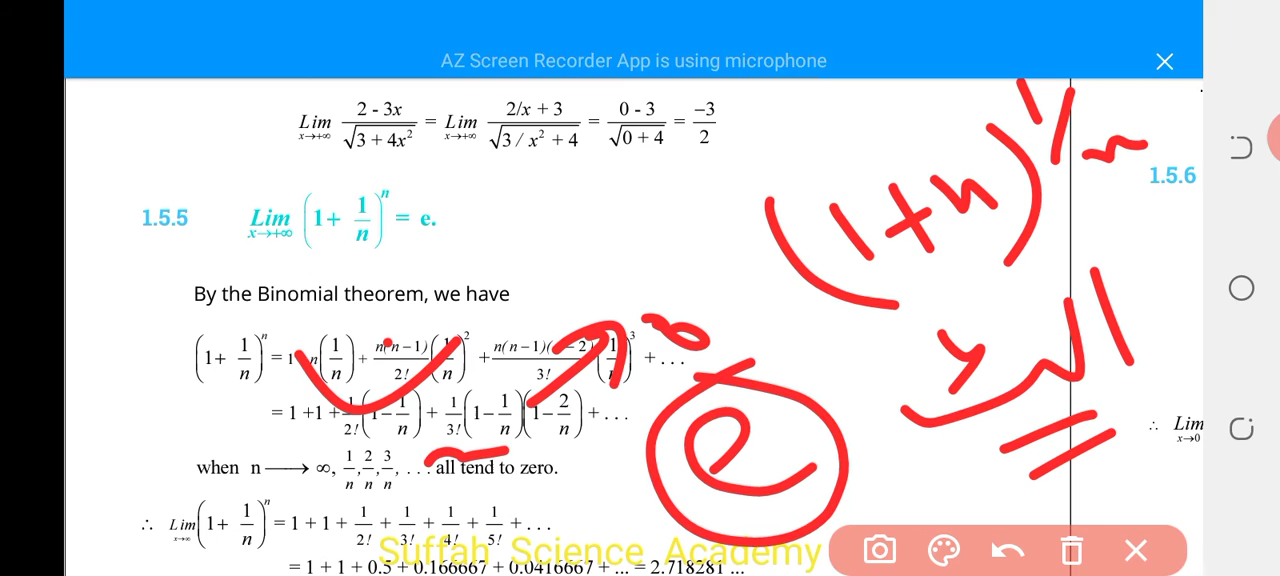 AZ Screen Recorder App is using microphone
Lim x→+∞ 2 - 3x / √3 + 4x² = Lim x→+∞ 2/x + 3 / √3 / x² + 4 = 0 - 3 / √0 + 4 = −3 / 2
(1+n)^1/n
1.5.6
1.5.5 Lim x→+∞ (1+ 1/n)^n = e.
By the Binomial theorem, we have
(1+ 1/n)^n = 1 n(1/n) + n(n−1)/2! ( /n)² + n(n−1)( −2)/3! (1/n)³ + ...
= 1 +1 + 1/2! (1− 1/n) + 1/3! (1− 1/n)(1− 2/n) + ...
e
∴ Lim x→0
when n ⟶ ∞, 1/n, 2/n, 3/n, . . . all tend to zero.
∴ Lim x→∞ (1+ 1/n)^n = 1 + 1 + 1/2! + 1/3! + 1/4! + 1/5! + ...
Suffah Science Academy
= 1 + 1 + 0.5 + 0.166667 + 0.0416667 + ... = 2.718281 ...